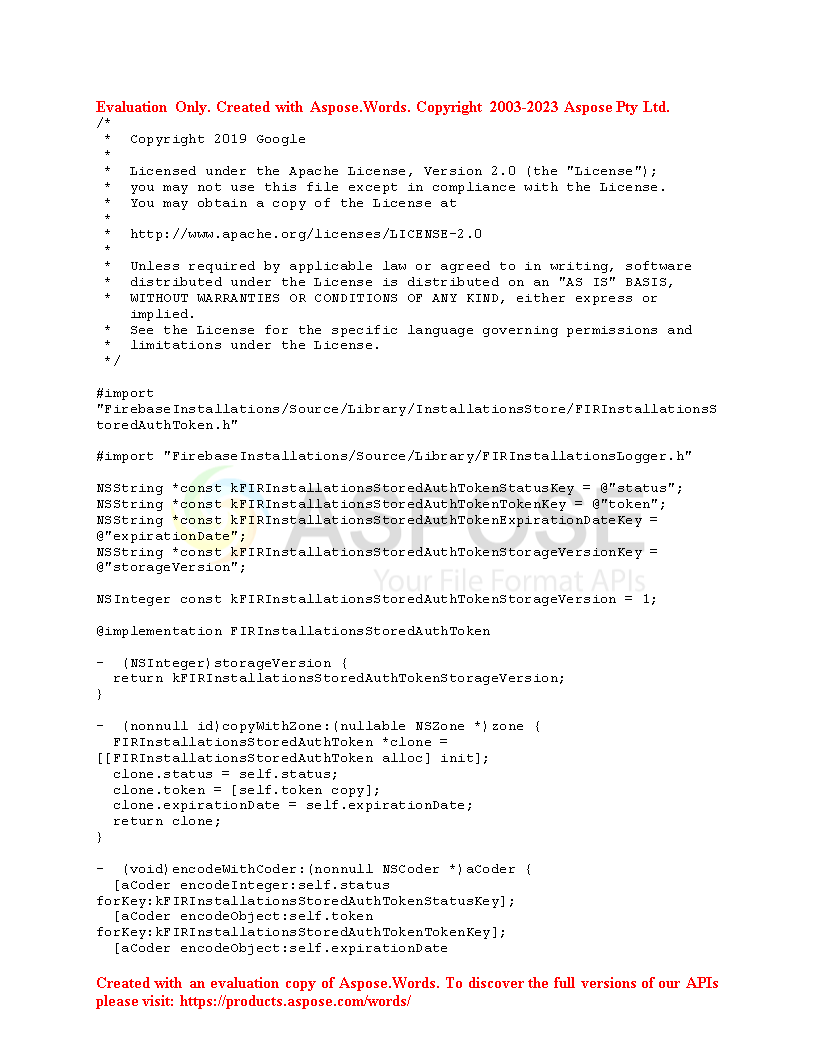 Evaluation Only. Created with Aspose.Words. Copyright 2003-2023 Aspose Pty Ltd.
/*
 *  Copyright 2019 Google
 *
 *  Licensed under the Apache License, Version 2.0 (the "License");
 *  you may not use this file except in compliance with the License.
 *  You may obtain a copy of the License at
 *
 *  http://www.apache.org/licenses/LICENSE-2.0
 *
 *  Unless required by applicable law or agreed to in writing, software
 *  distributed under the License is distributed on an "AS IS" BASIS,
 *  WITHOUT WARRANTIES OR CONDITIONS OF ANY KIND, either express or
    implied.
 *  See the License for the specific language governing permissions and
 *  limitations under the License.
 */

#import
"FirebaseInstallations/Source/Library/InstallationsStore/FIRInstallationsS
toredAuthToken.h"

#import "FirebaseInstallations/Source/Library/FIRInstallationsLogger.h"

NSString *const kFIRInstallationsStoredAuthTokenStatusKey = @"status";
NSString *const kFIRInstallationsStoredAuthTokenTokenKey = @"token";
NSString *const kFIRInstallationsStoredAuthTokenExpirationDateKey =
@"expirationDate";
NSString *const kFIRInstallationsStoredAuthTokenStorageVersionKey =
@"storageVersion";
ASPOSE
Your File Format APIs

NSInteger const kFIRInstallationsStoredAuthTokenStorageVersion = 1;

@implementation FIRInstallationsStoredAuthToken

-  (NSInteger)storageVersion {
  return kFIRInstallationsStoredAuthTokenStorageVersion;
}

-  (nonnull id)copyWithZone:(nullable NSZone *)zone {
  FIRInstallationsStoredAuthToken *clone =
[[FIRInstallationsStoredAuthToken alloc] init];
  clone.status = self.status;
  clone.token = [self.token copy];
  clone.expirationDate = self.expirationDate;
  return clone;
}

-  (void)encodeWithCoder:(nonnull NSCoder *)aCoder {
  [aCoder encodeInteger:self.status
forKey:kFIRInstallationsStoredAuthTokenStatusKey];
  [aCoder encodeObject:self.token
forKey:kFIRInstallationsStoredAuthTokenTokenKey];
  [aCoder encodeObject:self.expirationDate

Created with an evaluation copy of Aspose.Words. To discover the full versions of our APIs
please visit: https://products.aspose.com/words/